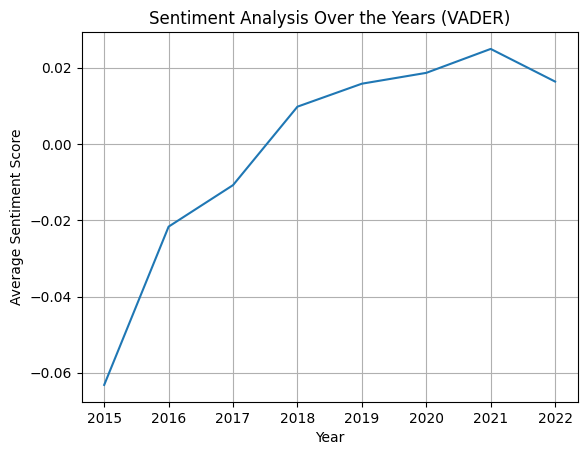 Sentiment Analysis Over the Years (VADER)
0.02
0.00
−0.02
−0.04
−0.06
Average Sentiment Score
2015 2016 2017 2018 2019 2020 2021 2022
Year